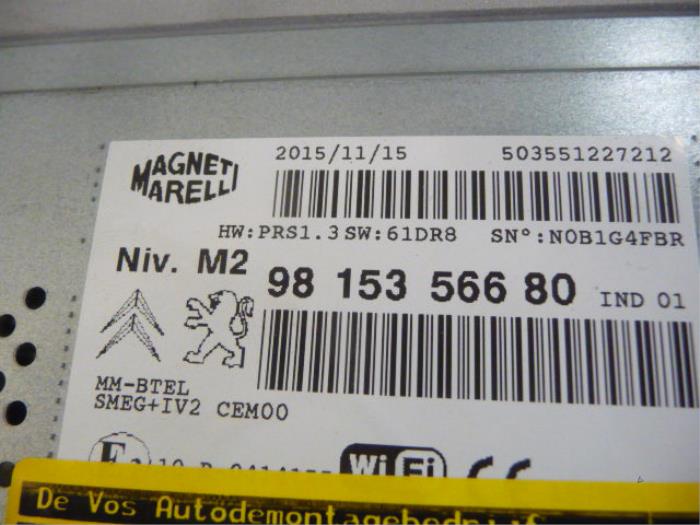 MAGNETI MARELLI
2015/11/15 503551227212
HW:PRS1.3 SW:61DR8 SN°:N0B1G4FBR
Niv. M2 98 153 566 80 IND 01
MM-BTEL
SMEG+IV2 CEM00
WiFi CE
De Vos Autodemontagebedrijf